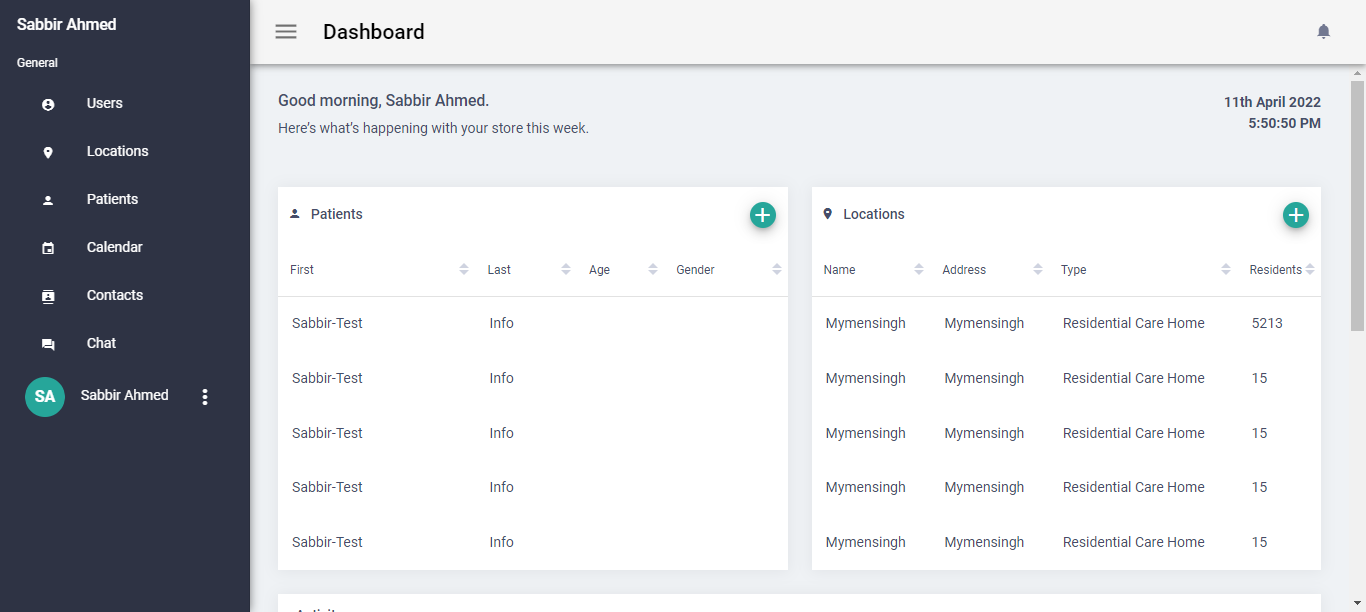 Sabbir Ahmed
General
Users
Locations
Patients
Calendar
Contacts
Chat
SA Sabbir Ahmed
Dashboard
Good morning, Sabbir Ahmed.
Here's what's happening with your store this week.
11th April 2022
5:50:50 PM
Patients
First Last Age Gender
Sabbir-Test Info
Sabbir-Test Info
Sabbir-Test Info
Sabbir-Test Info
Sabbir-Test Info
Locations
Name Address Type Residents
Mymensingh Mymensingh Residential Care Home 5213
Mymensingh Mymensingh Residential Care Home 15
Mymensingh Mymensingh Residential Care Home 15
Mymensingh Mymensingh Residential Care Home 15
Mymensingh Mymensingh Residential Care Home 15